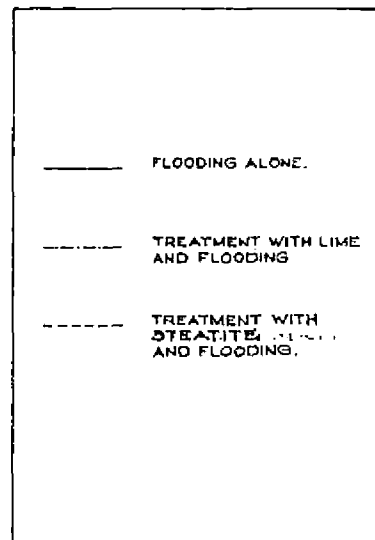 FLOODING ALONE.
TREATMENT WITH LIME
AND FLOODING
TREATMENT WITH
STEATITE
AND FLOODING.